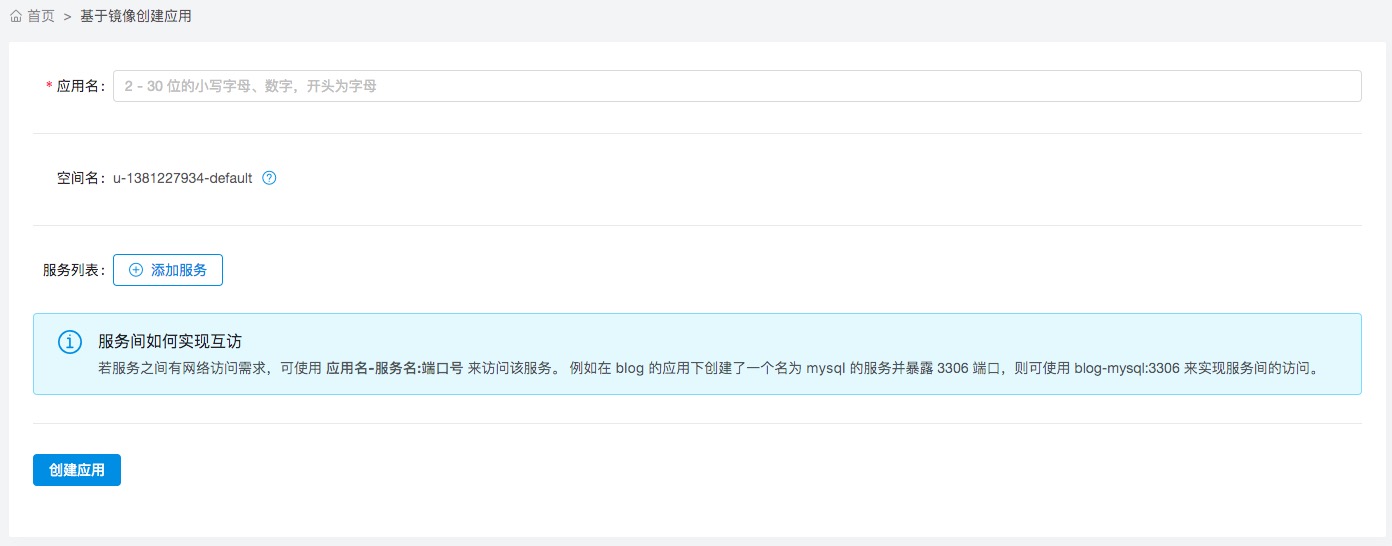 首页 > 基于镜像创建应用
* 应用名： 2 - 30 位的小写字母、数字，开头为字母
空间名： u-1381227934-default ?
服务列表： 添加服务
服务间如何实现互访
若服务之间有网络访问需求，可使用 应用名-服务名:端口号 来访问该服务。 例如在 blog 的应用下创建了一个名为 mysql 的服务并暴露 3306 端口，则可使用 blog-mysql:3306 来实现服务间的访问。
创建应用